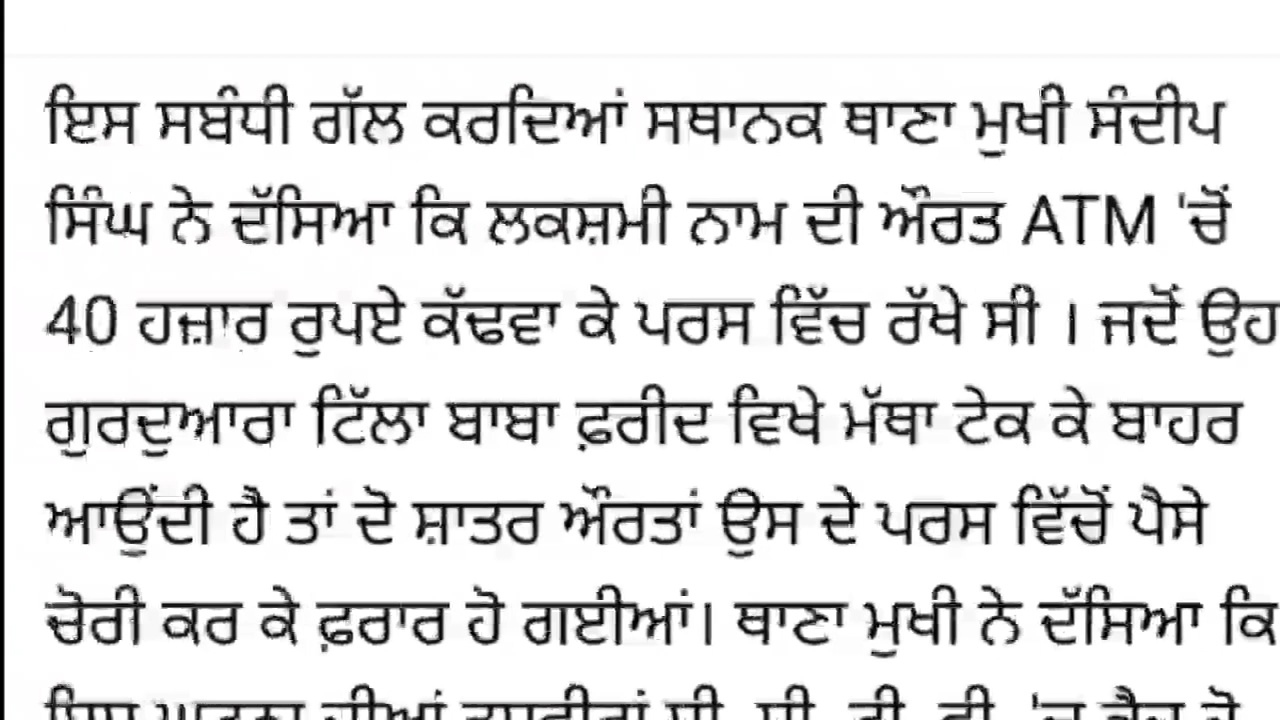 ਇਸ ਸਬੰਧੀ ਗੱਲ ਕਰਦਿਆਂ ਸਥਾਨਕ ਥਾਣਾ ਮੁਖੀ ਸੰਦੀਪ
ਸਿੰਘ ਨੇ ਦੱਸਿਆ ਕਿ ਲਕਸ਼ਮੀ ਨਾਮ ਦੀ ਔਰਤ ATM 'ਚੋਂ
40 ਹਜ਼ਾਰ ਰੁਪਏ ਕੱਢਵਾ ਕੇ ਪਰਸ ਵਿੱਚ ਰੱਖੇ ਸੀ । ਜਦੋਂ ਉਹ
ਗੁਰਦੁਆਰਾ ਟਿੱਲਾ ਬਾਬਾ ਫ਼ਰੀਦ ਵਿਖੇ ਮੱਥਾ ਟੇਕ ਕੇ ਬਾਹਰ
ਆਉਂਦੀ ਹੈ ਤਾਂ ਦੋ ਸ਼ਾਤਰ ਔਰਤਾਂ ਉਸ ਦੇ ਪਰਸ ਵਿੱਚੋਂ ਪੈਸੇ
ਚੋਰੀ ਕਰ ਕੇ ਫ਼ਰਾਰ ਹੋ ਗਈਆਂ। ਥਾਣਾ ਮੁਖੀ ਨੇ ਦੱਸਿਆ ਕਿ